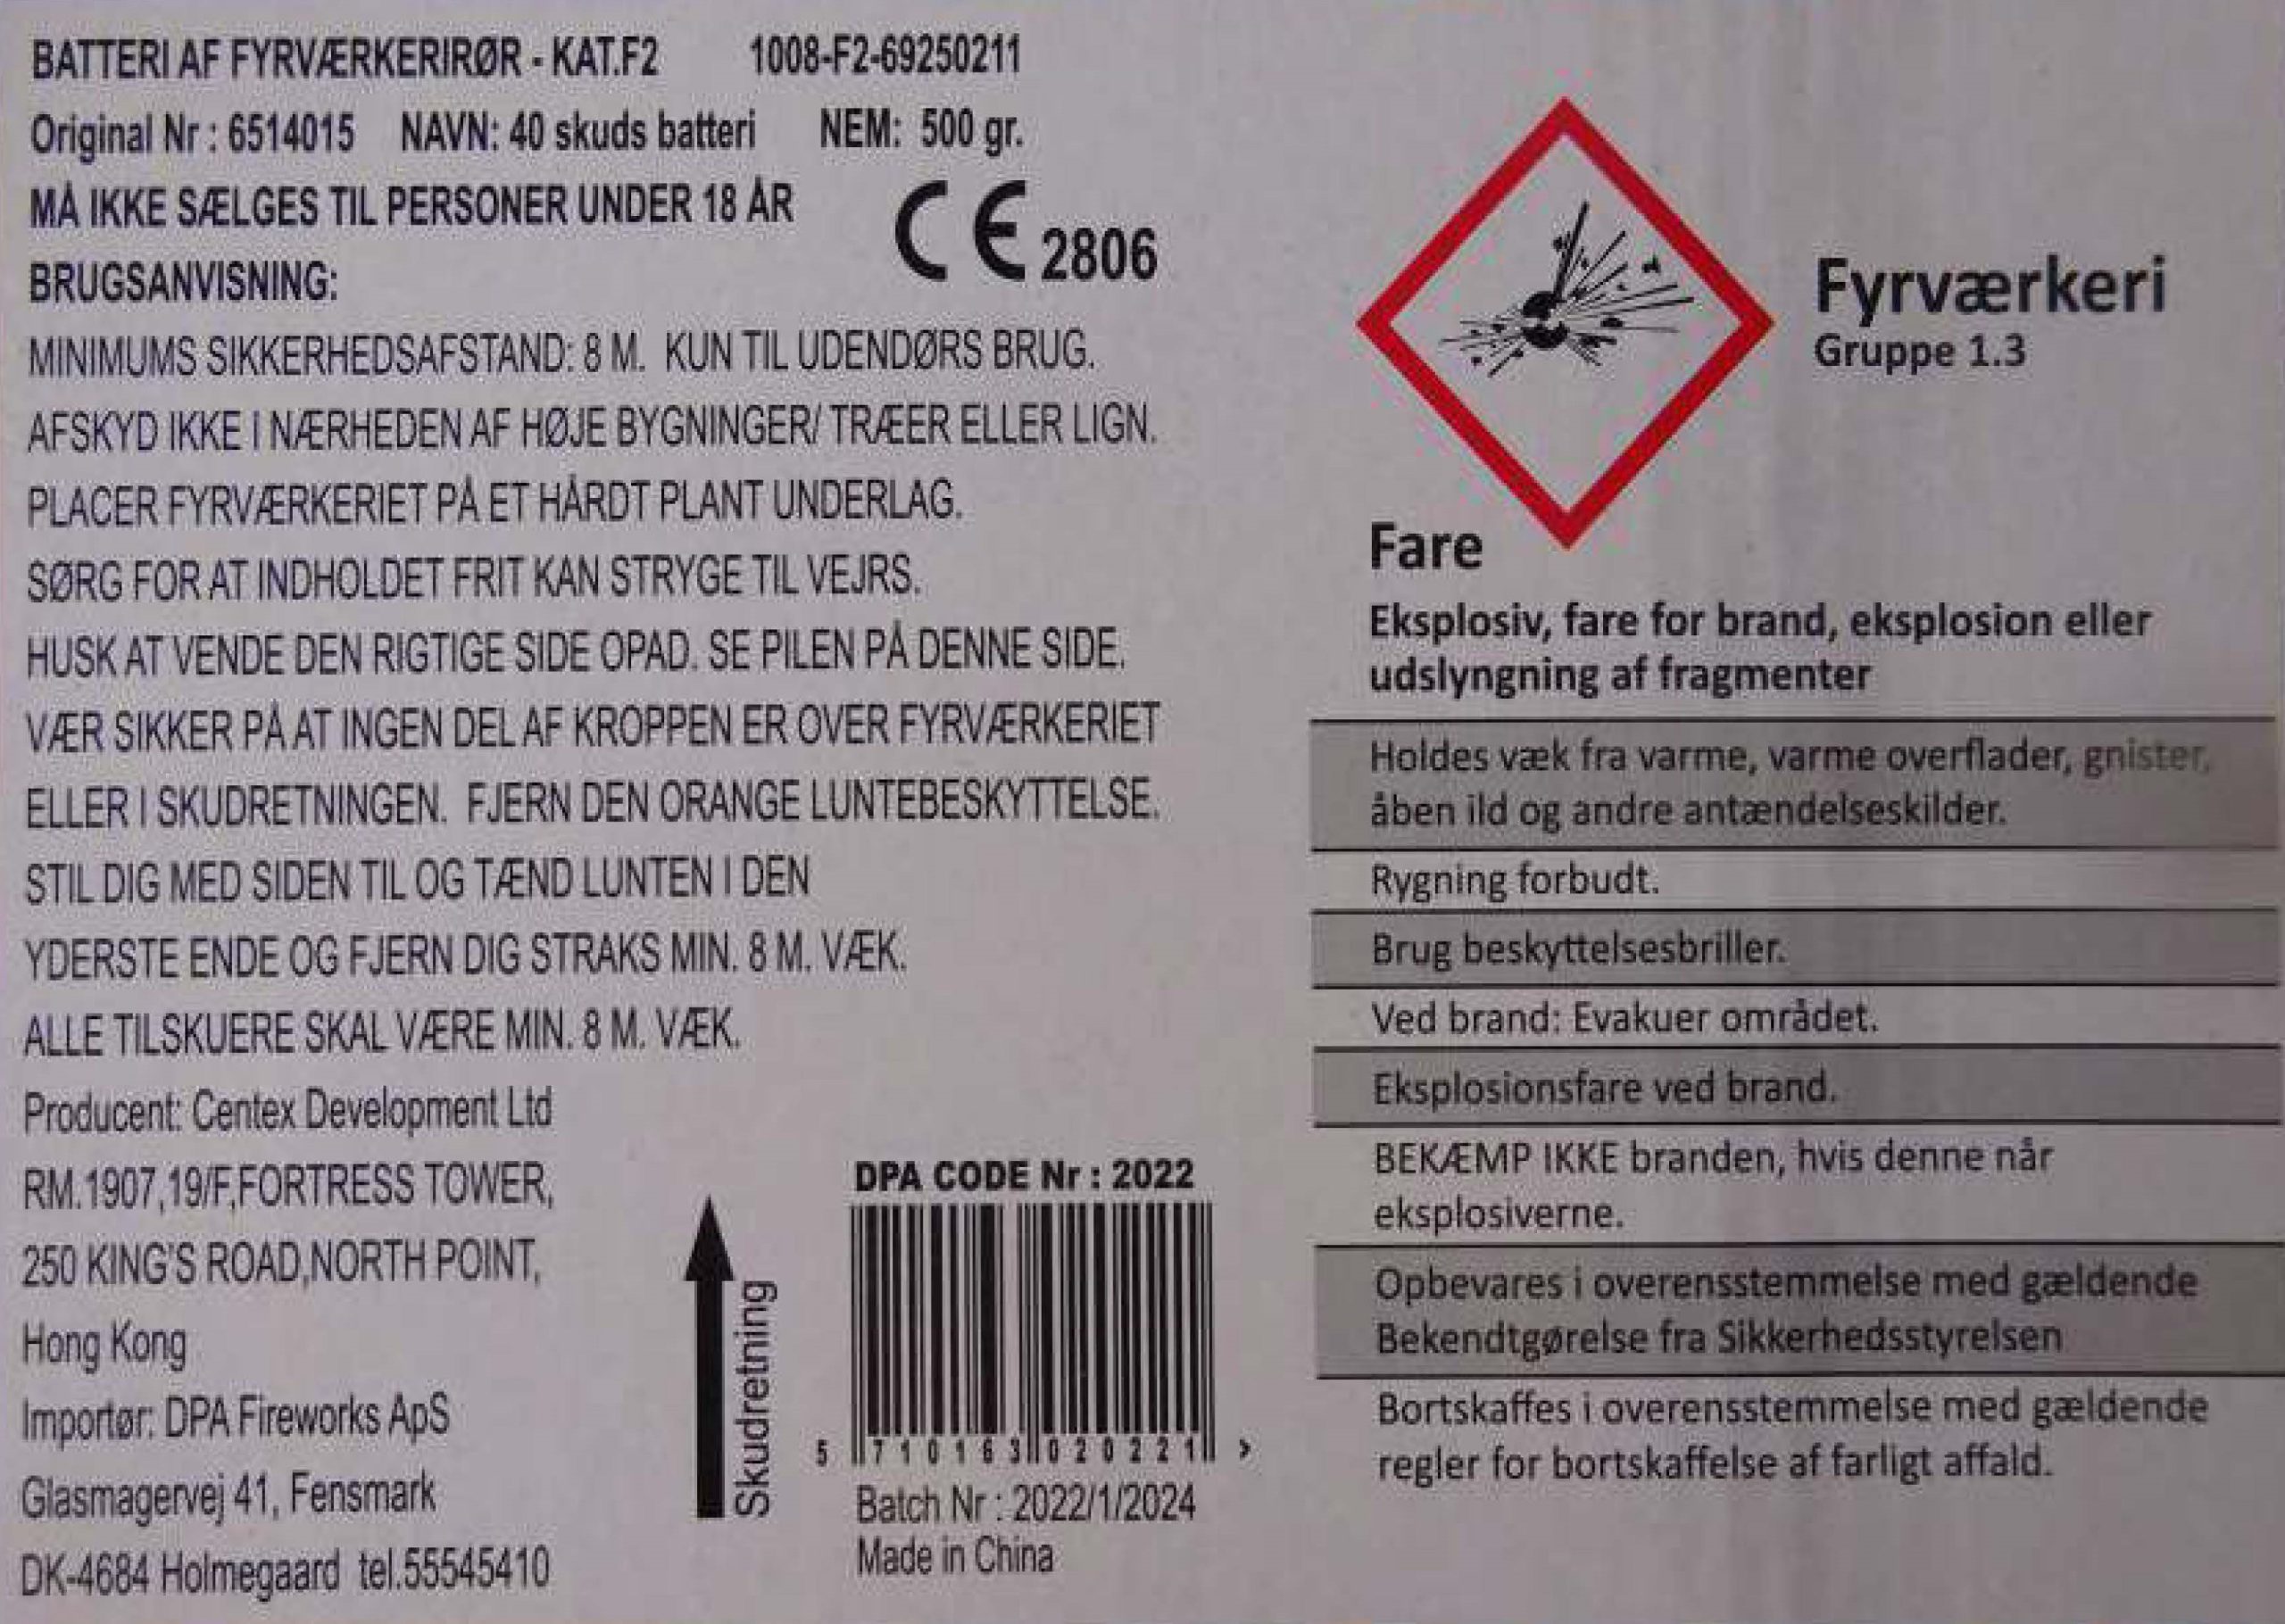 BATTERI AF FYRVÆRKERIRØR - KAT.F2 1008-F2-69250211
Original Nr : 6514015 NAVN: 40 skuds batteri NEM: 500 gr.
MÅ IKKE SÆLGES TIL PERSONER UNDER 18 ÅR
CE 2806
BRUGSANVISNING:
MINIMUMS SIKKERHEDSAFSTAND: 8 M. KUN TIL UDENDØRS BRUG.
AFSKYD IKKE I NÆRHEDEN AF HØJE BYGNINGER/ TRÆER ELLER LIGN.
PLACER FYRVÆRKERIET PÅ ET HÅRDT PLANT UNDERLAG.
SØRG FOR AT INDHOLDET FRIT KAN STRYGE TIL VEJRS.
HUSK AT VENDE DEN RIGTIGE SIDE OPAD. SE PILEN PÅ DENNE SIDE.
VÆR SIKKER PÅ AT INGEN DEL AF KROPPEN ER OVER FYRVÆRKERIET
ELLER I SKUDRETNINGEN. FJERN DEN ORANGE LUNTEBESKYTTELSE.
STIL DIG MED SIDEN TIL OG TÆND LUNTEN I DEN
YDERSTE ENDE OG FJERN DIG STRAKS MIN. 8 M. VÆK.
ALLE TILSKUERE SKAL VÆRE MIN. 8 M. VÆK.
Producent: Centex Development Ltd
RM.1907,19/F,FORTRESS TOWER,
250 KING'S ROAD,NORTH POINT,
Hong Kong
Importør: DPA Fireworks ApS
Glasmagervej 41, Fensmark
DK-4684 Holmegaard tel.55545410
Skudretning
DPA CODE Nr : 2022
5 710163 020221 >
Batch Nr : 2022/1/2024
Made in China
Fyrværkeri
Gruppe 1.3
Fare
Eksplosiv, fare for brand, eksplosion eller
udslyngning af fragmenter
Holdes væk fra varme, varme overflader, gnister,
åben ild og andre antændelseskilder.
Rygning forbudt.
Brug beskyttelsesbriller.
Ved brand: Evakuer området.
Eksplosionsfare ved brand.
BEKÆMP IKKE branden, hvis denne når
eksplosiverne.
Opbevares i overensstemmelse med gældende
Bekendtgørelse fra Sikkerhedsstyrelsen
Bortskaffes i overensstemmelse med gældende
regler for bortskaffelse af farligt affald.